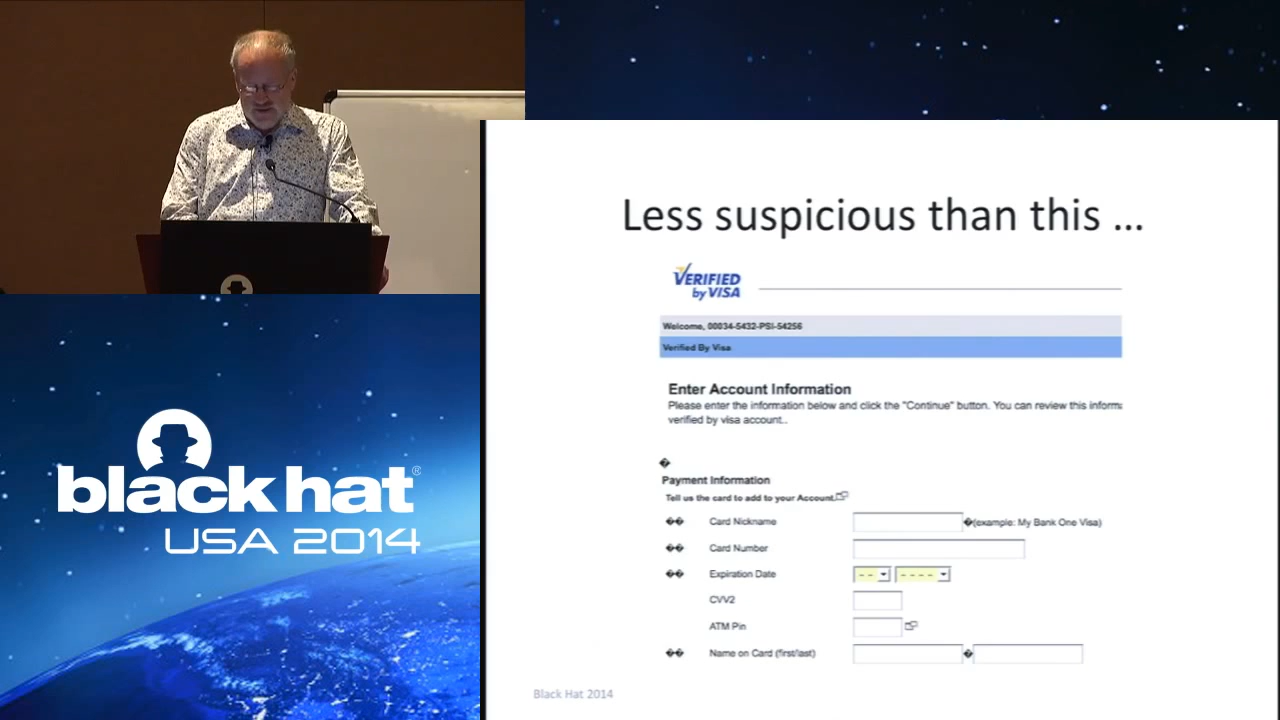 Less suspicious than this ...
VERIFIED
by VISA
Welcome, 00034-5432-PSI-54256
Verified By Visa
Enter Account Information
Please enter the information below and click the "Continue" button. You can review this informa
verified by visa account..
�
Payment Information
Tell us the card to add to your Account.
�� Card Nickname �(example: My Bank One Visa)
�� Card Number
�� Expiration Date -- ----
CVV2
ATM Pin
�� Name on Card (first/last) �
Black Hat 2014
black hat®
USA 2014